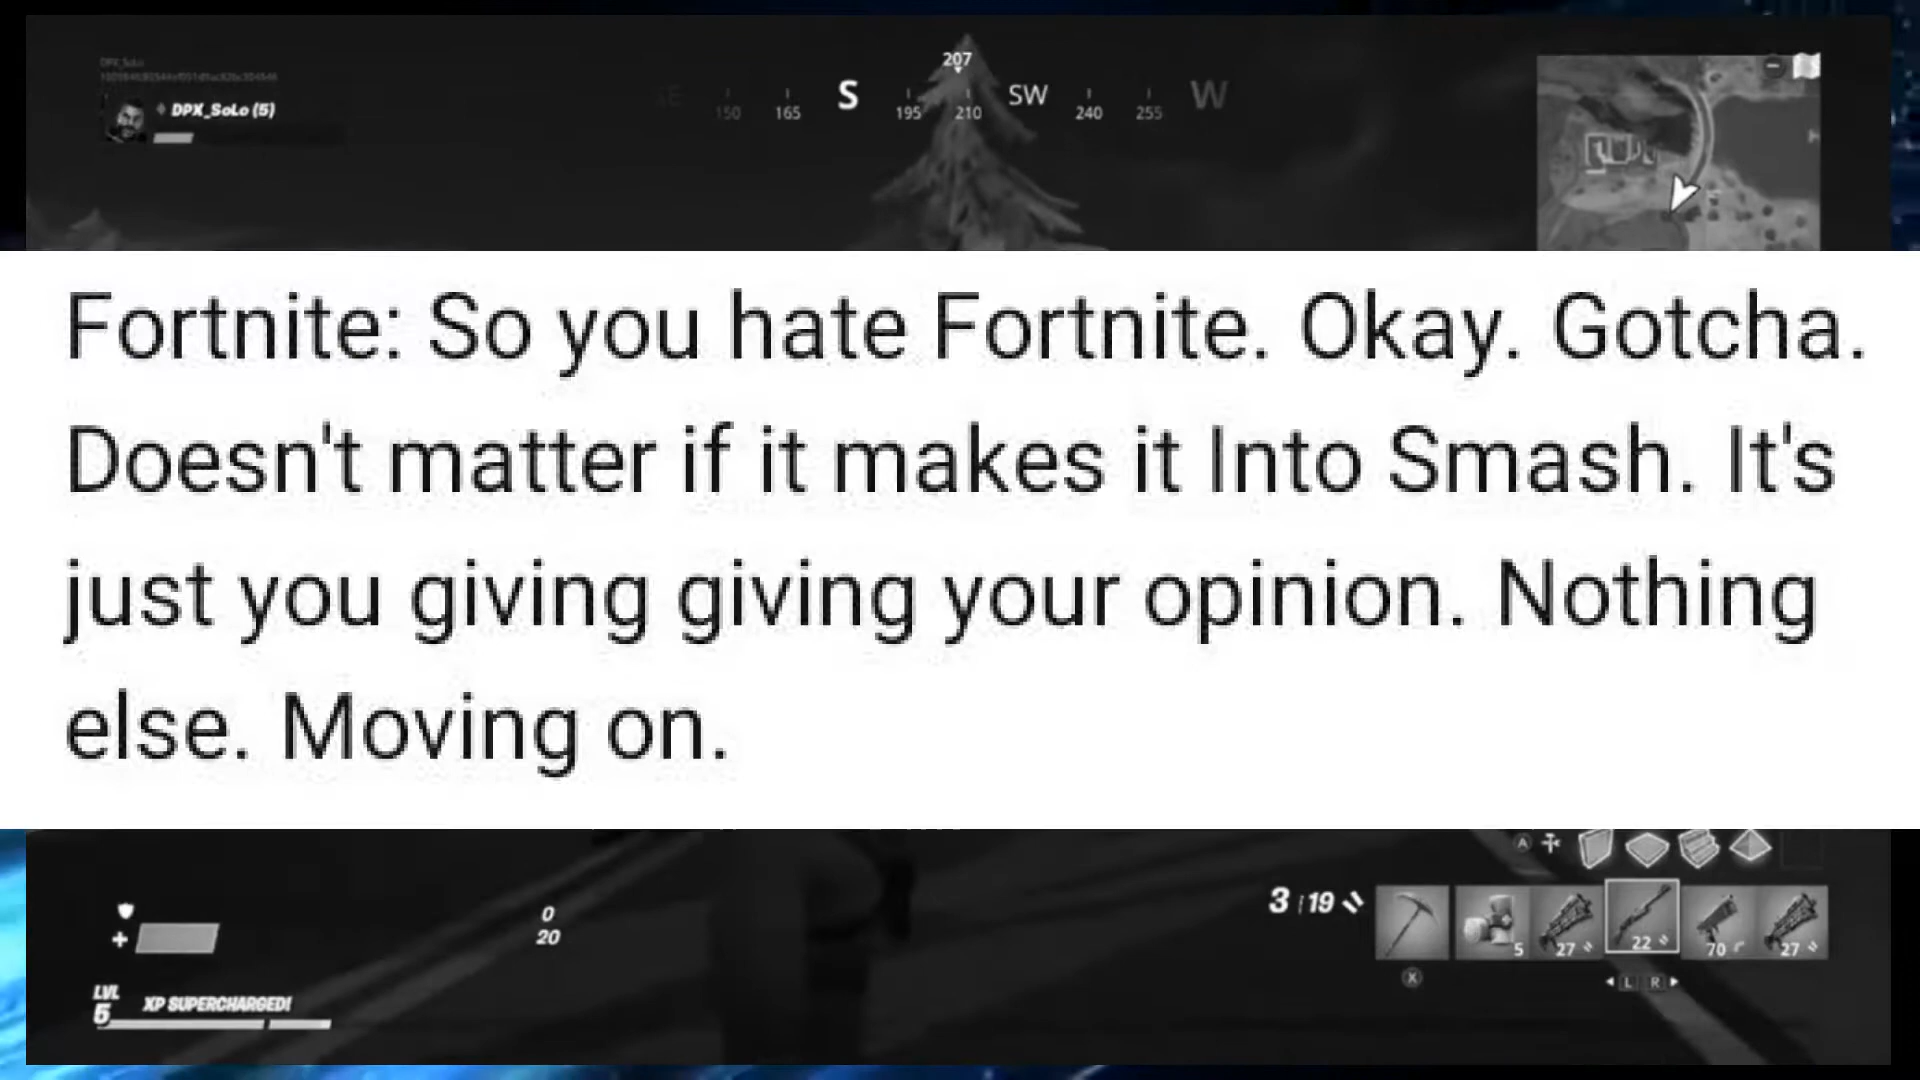 DPX_SoLo
DPX_SoLo (5)
207
150 165 S 195 210 SW 240 255 W
Fortnite: So you hate Fortnite. Okay. Gotcha.
Doesn't matter if it makes it Into Smash. It's
just you giving giving your opinion. Nothing
else. Moving on.
A
0
20
3 | 19
5 27 22 70 27
X
L R
LVL
5
XP SUPERCHARGED!